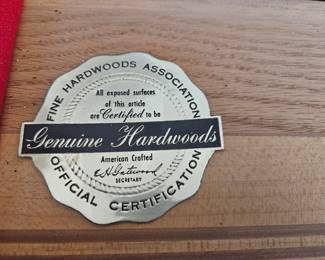 FINE HARDWOODS ASSOCIATION
All exposed surfaces
of this article
are Certified to be
Genuine Hardwoods
American Crafted
E.H. Gatewood
SECRETARY
OFFICIAL CERTIFICATION